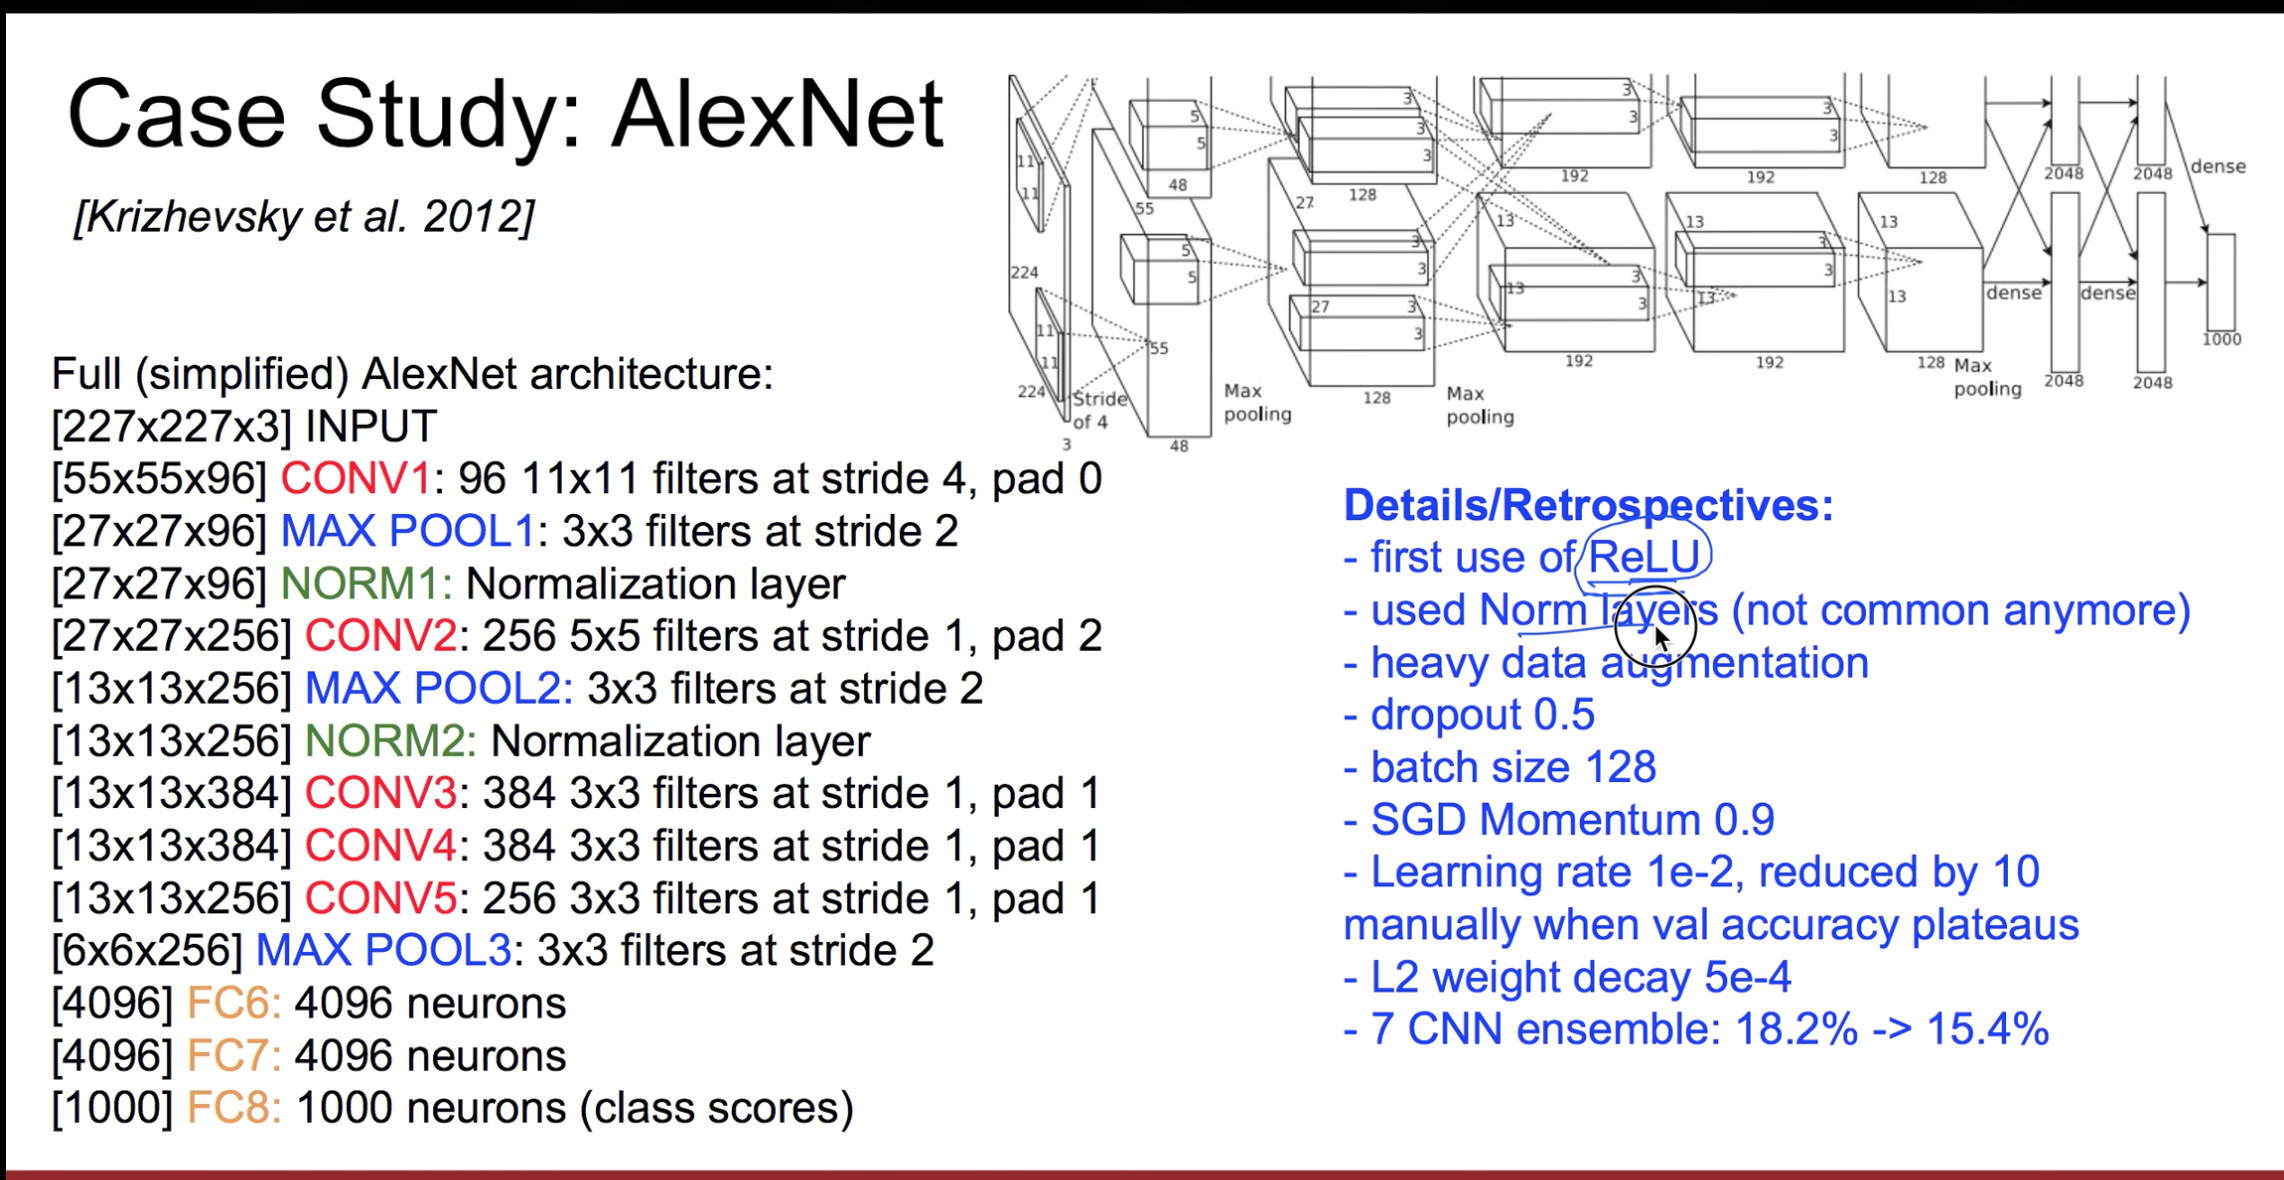 Case Study: AlexNet
[Krizhevsky et al. 2012]
Full (simplified) AlexNet architecture:
[227x227x3] INPUT
[55x55x96] CONV1: 96 11x11 filters at stride 4, pad 0
[27x27x96] MAX POOL1: 3x3 filters at stride 2
[27x27x96] NORM1: Normalization layer
[27x27x256] CONV2: 256 5x5 filters at stride 1, pad 2
[13x13x256] MAX POOL2: 3x3 filters at stride 2
[13x13x256] NORM2: Normalization layer
[13x13x384] CONV3: 384 3x3 filters at stride 1, pad 1
[13x13x384] CONV4: 384 3x3 filters at stride 1, pad 1
[13x13x256] CONV5: 256 3x3 filters at stride 1, pad 1
[6x6x256] MAX POOL3: 3x3 filters at stride 2
[4096] FC6: 4096 neurons
[4096] FC7: 4096 neurons
[1000] FC8: 1000 neurons (class scores)
11
11
224
11
11
224
3
Stride
of 4
5
5
48
55
5
5
55
48
Max
pooling
3
3
3
128
27
3
3
27
3
3
128
Max
pooling
3
3
192
13
3
13
3
192
3
3
192
13
3
3
13
192
128
13
13
128
Max
pooling
2048
2048
dense
dense
dense
2048
2048
1000
Details/Retrospectives:
- first use of ReLU
- used Norm layers (not common anymore)
- heavy data augmentation
- dropout 0.5
- batch size 128
- SGD Momentum 0.9
- Learning rate 1e-2, reduced by 10
manually when val accuracy plateaus
- L2 weight decay 5e-4
- 7 CNN ensemble: 18.2% -> 15.4%